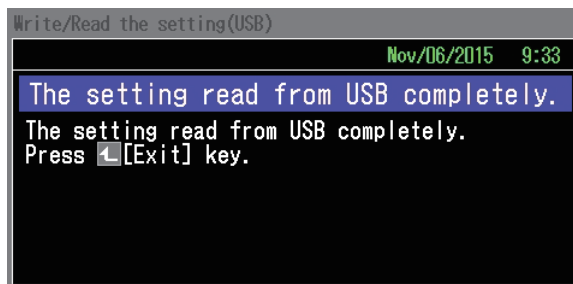 Write/Read the setting(USB)
Nov/06/2015 9:33
The setting read from USB completely.
The setting read from USB completely.
Press [Exit] key.